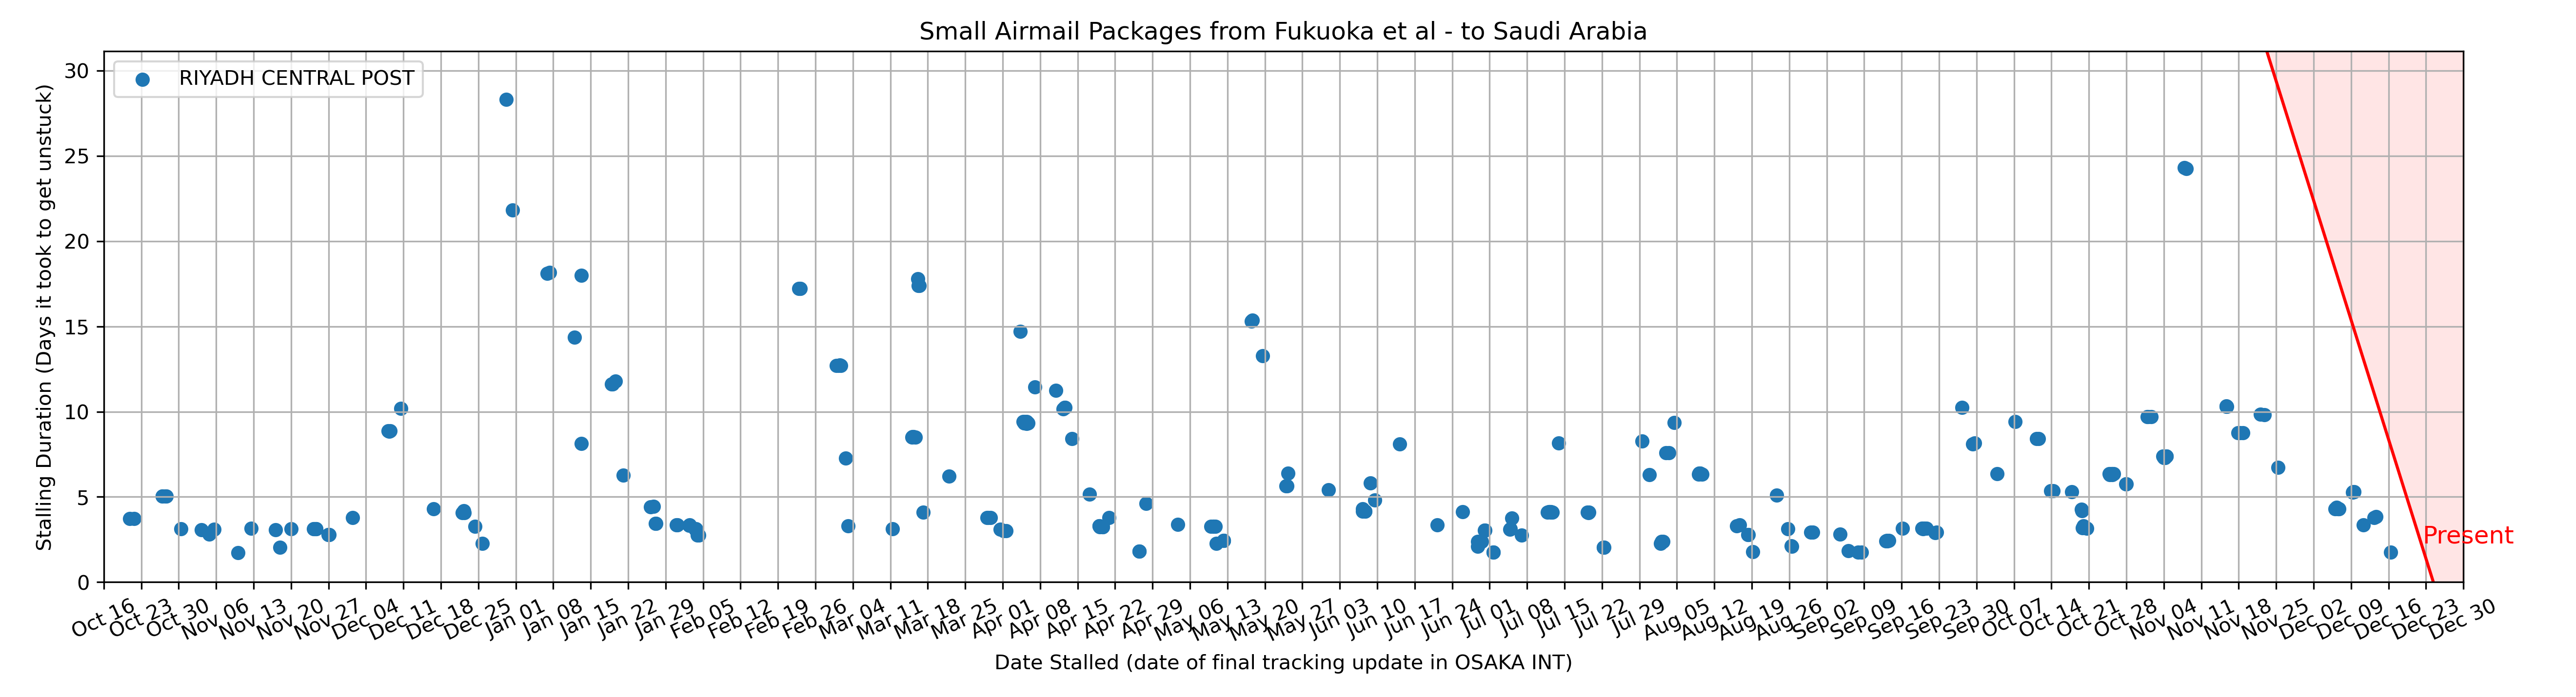 Small Airmail Packages from Fukuoka et al - to Saudi Arabia
RIYADH CENTRAL POST
Stalling Duration (Days it took to get unstuck)
30
25
20
15
10
5
0
Present
Oct 16
Oct 23
Oct 30
Nov 06
Nov 13
Nov 20
Nov 27
Dec 04
Dec 11
Dec 18
Dec 25
Jan 01
Jan 08
Jan 15
Jan 22
Jan 29
Feb 05
Feb 12
Feb 19
Feb 26
Mar 04
Mar 11
Mar 18
Mar 25
Apr 01
Apr 08
Apr 15
Apr 22
Apr 29
May 06
May 13
May 20
May 27
Jun 03
Jun 10
Jun 17
Jun 24
Jul 01
Jul 08
Jul 15
Jul 22
Jul 29
Aug 05
Aug 12
Aug 19
Aug 26
Sep 02
Sep 09
Sep 16
Sep 23
Sep 30
Oct 07
Oct 14
Oct 21
Oct 28
Nov 04
Nov 11
Nov 18
Nov 25
Dec 02
Dec 09
Dec 16
Dec 23
Dec 30
Date Stalled (date of final tracking update in OSAKA INT)